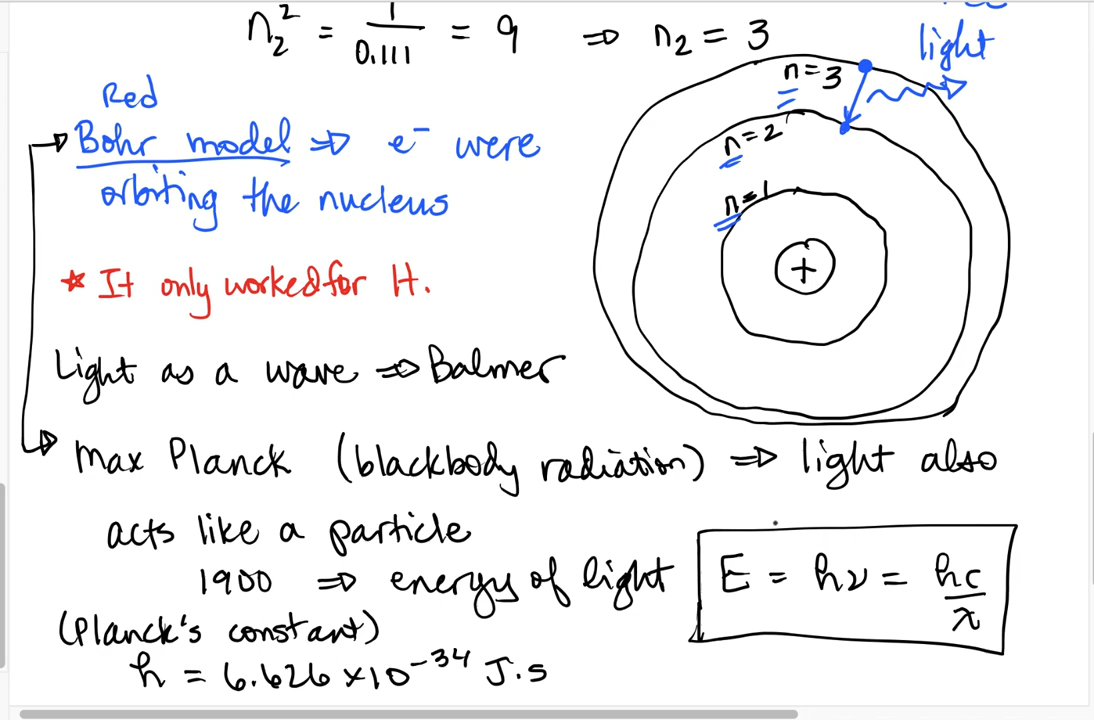 n₂² = 1/0.111 = 9 ⇒ n₂ = 3
light
Red
Bohr model ⇒ e⁻ were
orbiting the nucleus
n=3
n=2
n=1
+
* It only worked for H.
Light as a wave ⇒ Balmer
Max Planck (blackbody radiation) ⇒ light also
acts like a particle
1900 ⇒ energy of light
E = hν = hc/λ
(Planck's constant)
h = 6.626 x10⁻³⁴ J.s